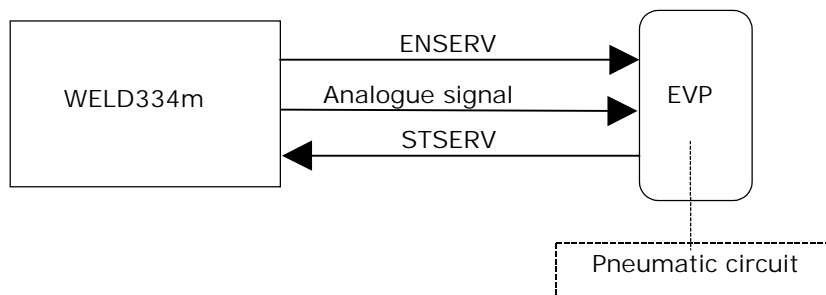 ENSERV
WELD334m
Analogue signal
EVP
STSERV
Pneumatic circuit